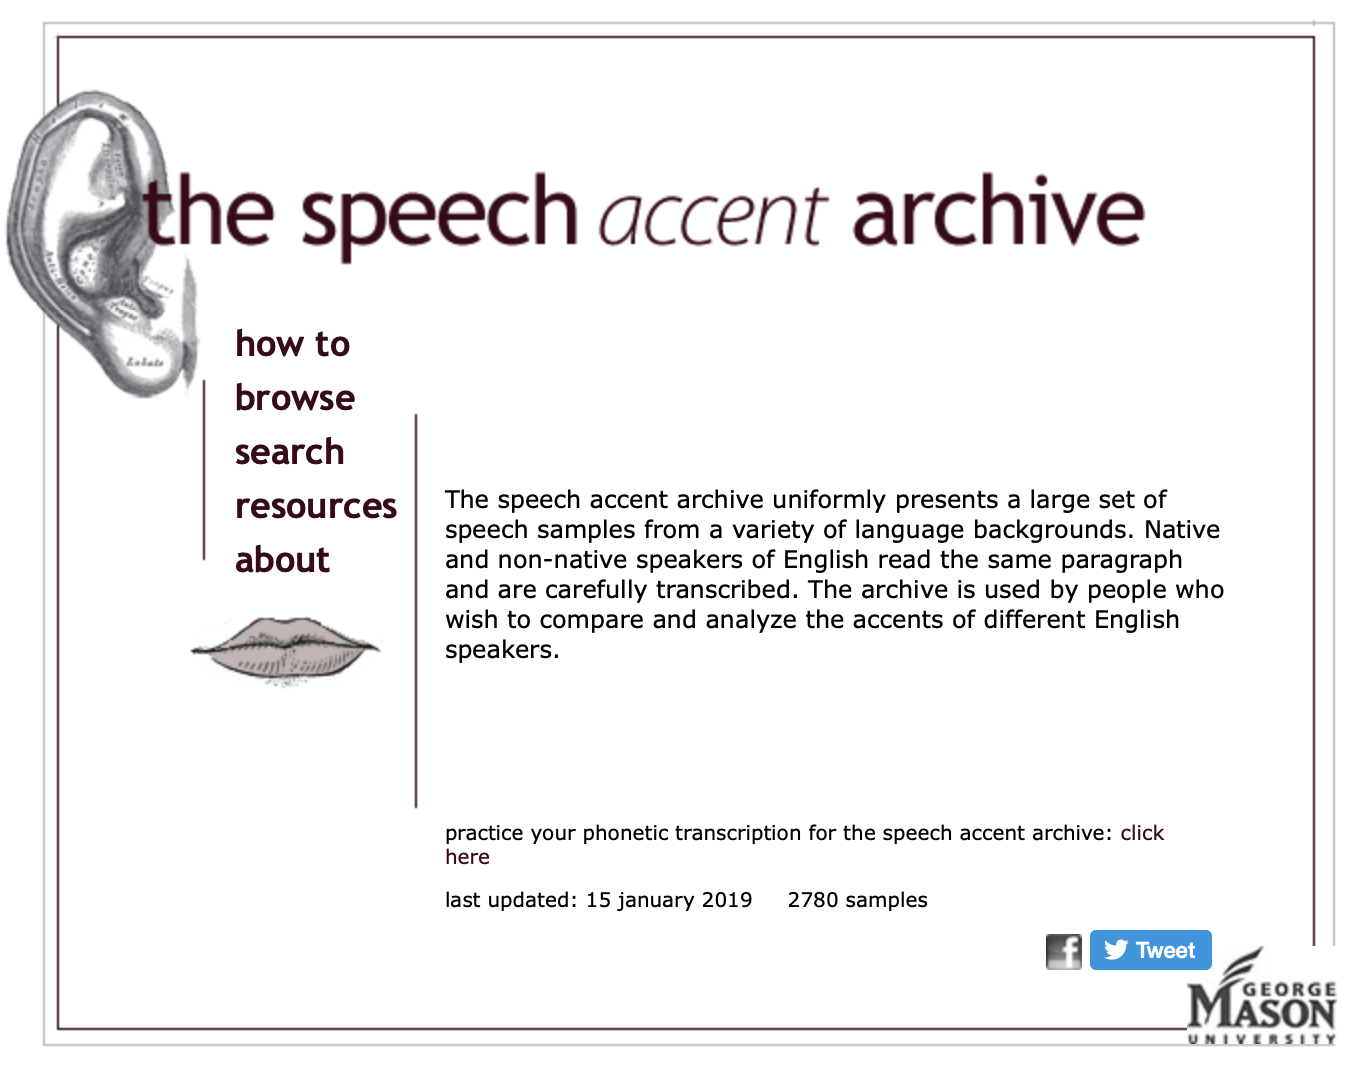 the speech accent archive
Lobule
how to
browse
search
resources
about
The speech accent archive uniformly presents a large set of
speech samples from a variety of language backgrounds. Native
and non-native speakers of English read the same paragraph
and are carefully transcribed. The archive is used by people who
wish to compare and analyze the accents of different English
speakers.
practice your phonetic transcription for the speech accent archive: click
here
last updated: 15 january 2019 2780 samples
f Tweet
GEORGE
MASON
UNIVERSITY